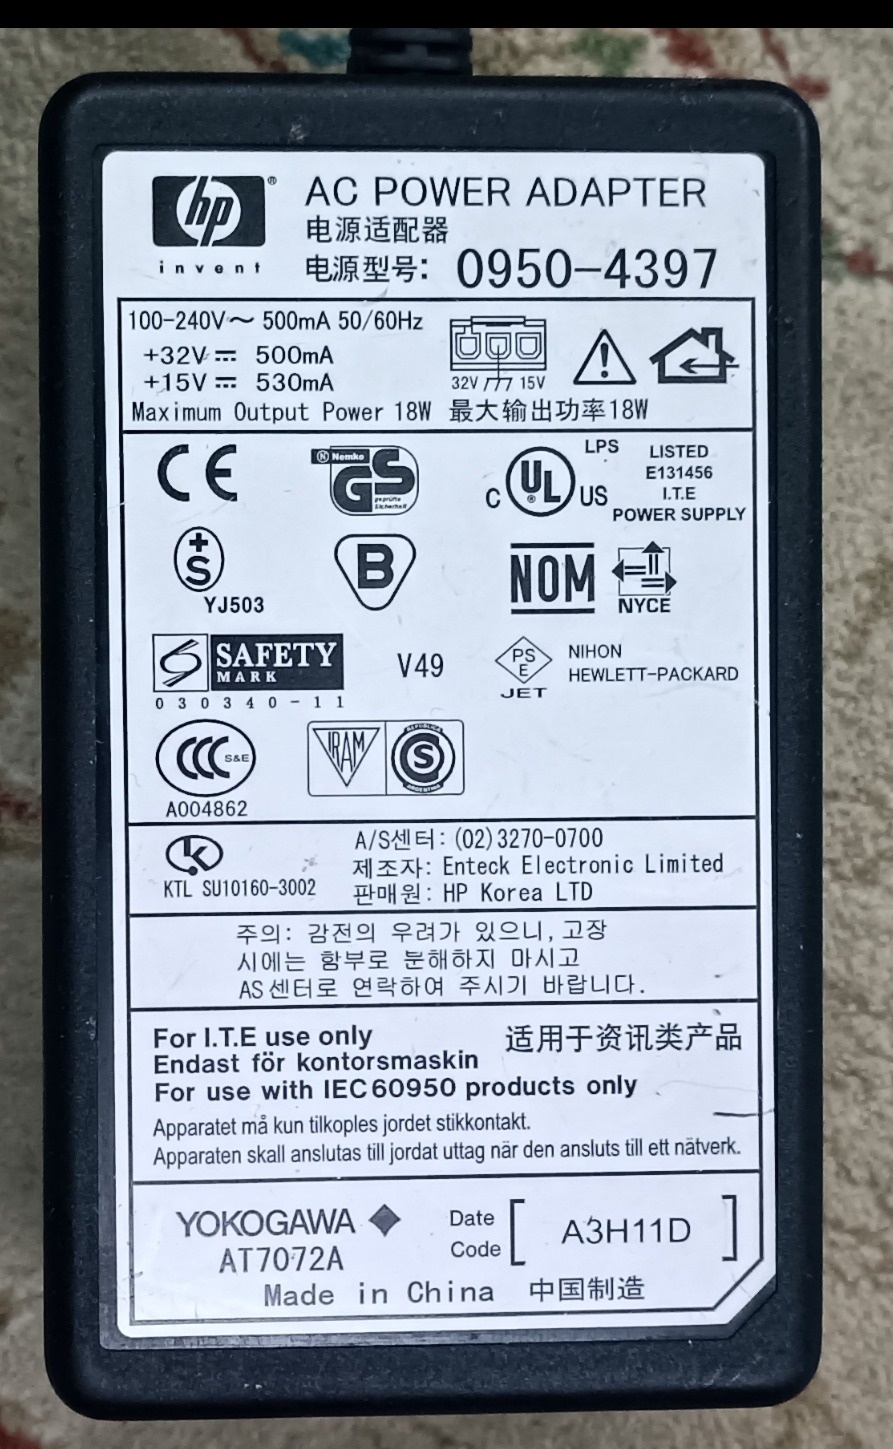 hp® AC POWER ADAPTER
电源适配器
invent 电源型号: 0950-4397
100-240V~ 500mA 50/60Hz
+32V⎓ 500mA
+15V⎓ 530mA
32V 15V
Maximum Output Power 18W 最大输出功率18W
CE
N Nemko
GS
geprüfte
Sicherheit
C UL® US
LPS LISTED
E131456
I.T.E
POWER SUPPLY
+S
YJ503
B
NOM
NYCE
S SAFETY
MARK
030340-11
V49
PS
E
JET
NIHON
HEWLETT-PACKARD
CCC S&E
A004862
IRAM
S
ARGENTINA
KTL SU10160-3002
A/S센터: (02)3270-0700
제조자: Enteck Electronic Limited
판매원: HP Korea LTD
주의: 감전의 우려가 있으니, 고장
시에는 함부로 분해하지 마시고
AS센터로 연락하여 주시기 바랍니다.
For I.T.E use only 适用于资讯类产品
Endast för kontorsmaskin
For use with IEC60950 products only
Apparatet må kun tilkoples jordet stikkontakt.
Apparaten skall anslutas till jordat uttag när den ansluts till ett nätverk.
YOKOGAWA
AT7072A
Date
Code [ A3H11D ]
Made in China 中国制造